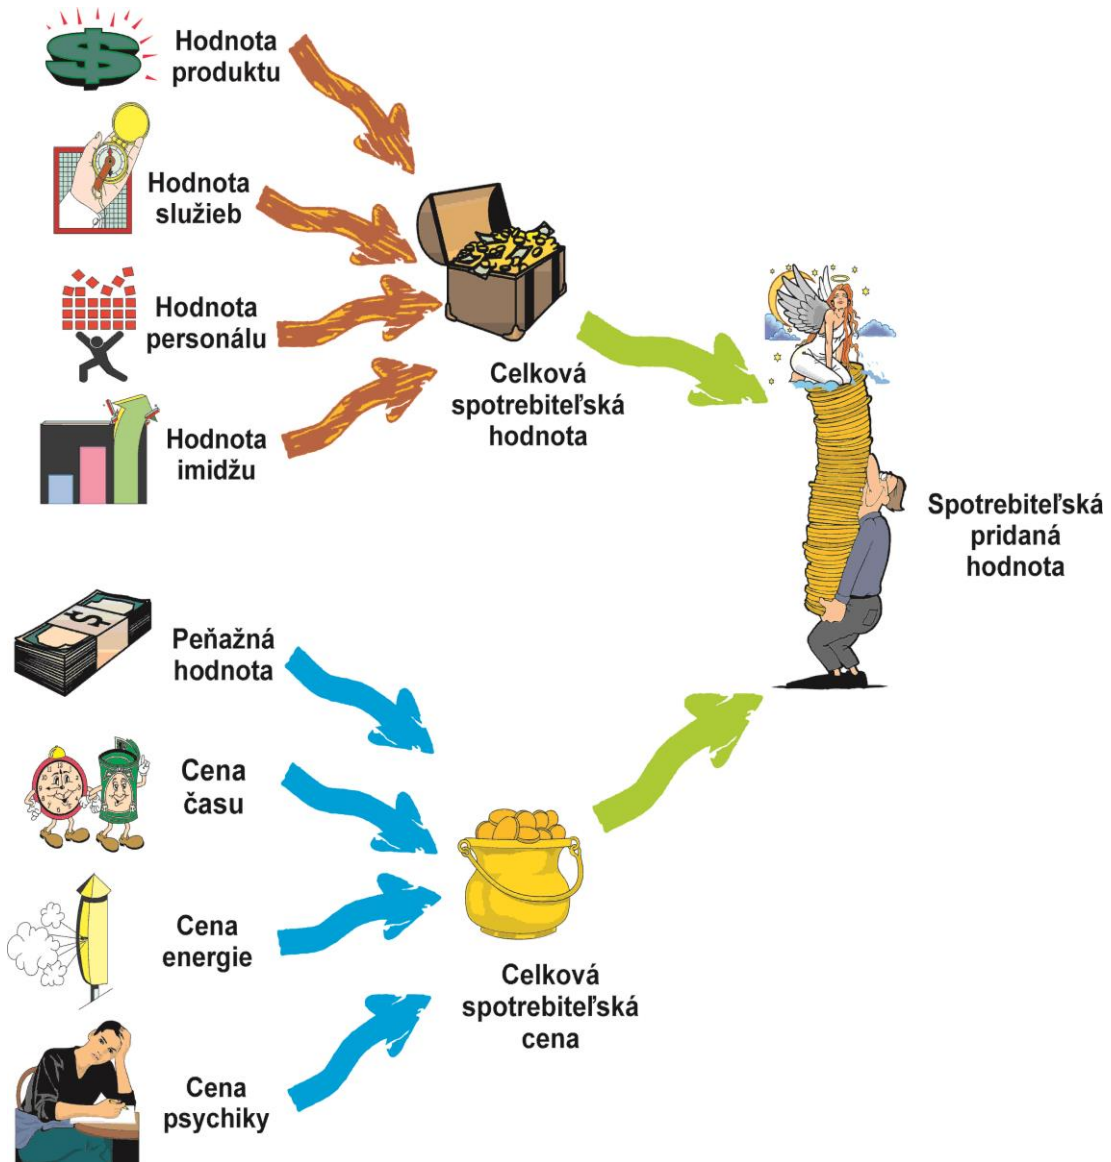 Hodnota
produktu
Hodnota
služieb
Hodnota
personálu
Hodnota
imidžu
Celková
spotrebiteľská
hodnota
Spotrebiteľská
pridaná
hodnota
Peňažná
hodnota
Cena
času
Cena
energie
Cena
psychiky
Celková
spotrebiteľská
cena